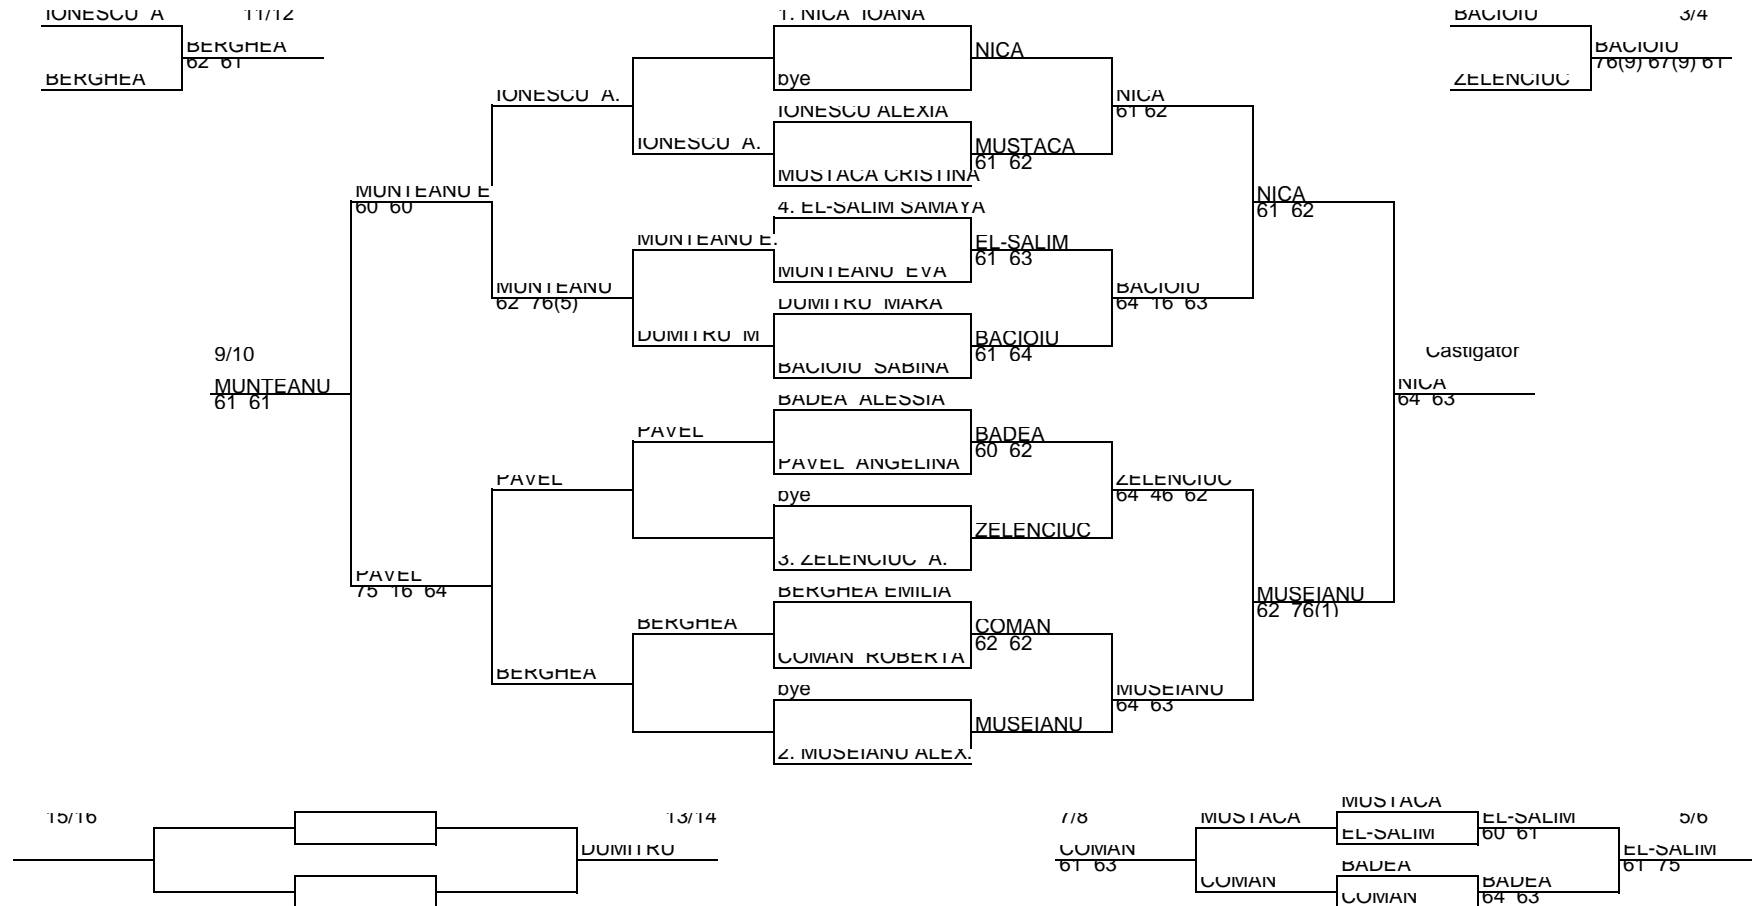 IONESCU A
11/12
1. NICA IOANA
BACIOIU
3/4
BERGHEA
62 61
NICA
BACIOIU
76(9) 67(9) 61
BERGHEA
bye
ZELENCIUC
IONESCU A.
NICA
61 62
IONESCU ALEXIA
IONESCU A.
MUSTACA
61 62
MUSTACA CRISTINA
MUNTEANU E
60 60
NICA
61 62
4. EL-SALIM SAMAYA
MUNTEANU E.
EL-SALIM
61 63
MUNTEANU EVA
MUNTEANU
62 76(5)
BACIOIU
64 16 63
DUMITRU MARA
DUMITRU M
BACIOIU
61 64
9/10
Castigator
BACIOIU SABINA
MUNTEANU
61 61
NICA
64 63
BADEA ALESSIA
PAVEL
BADEA
60 62
PAVEL ANGELINA
PAVEL
ZELENCIUC
64 46 62
bye
ZELENCIUC
3. ZELENCIUC A.
PAVEL
75 16 64
BERGHEA EMILIA
MUSEIANU
62 76(1)
BERGHEA
COMAN
62 62
COMAN ROBERTA
BERGHEA
bye
MUSEIANU
64 63
MUSEIANU
2. MUSEIANU ALEX.
15/16
13/14
DUMITRU
7/8
MUSTACA
MUSTACA
EL-SALIM
60 61
5/6
EL-SALIM
COMAN
61 63
EL-SALIM
61 75
BADEA
COMAN
BADEA
64 63
COMAN